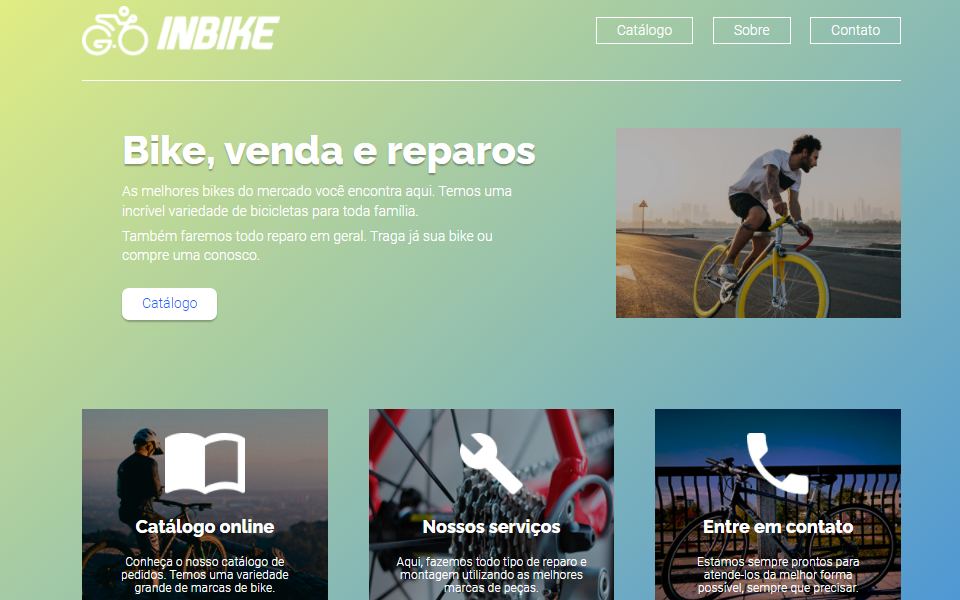 INBIKE
Catálogo
Sobre
Contato
Bike, venda e reparos
As melhores bikes do mercado você encontra aqui. Temos uma
incrível variedade de bicicletas para toda família.
Também faremos todo reparo em geral. Traga já sua bike ou
compre uma conosco.
Catálogo
Catálogo online
Conheça o nosso catálogo de
pedidos. Temos uma variedade
grande de marcas de bike.
Nossos serviços
Aqui, fazemos todo tipo de reparo e
montagem utilizando as melhores
marcas de peças.
Entre em contato
Estamos sempre prontos para
atende-los da melhor forma
possível, sempre que precisar.